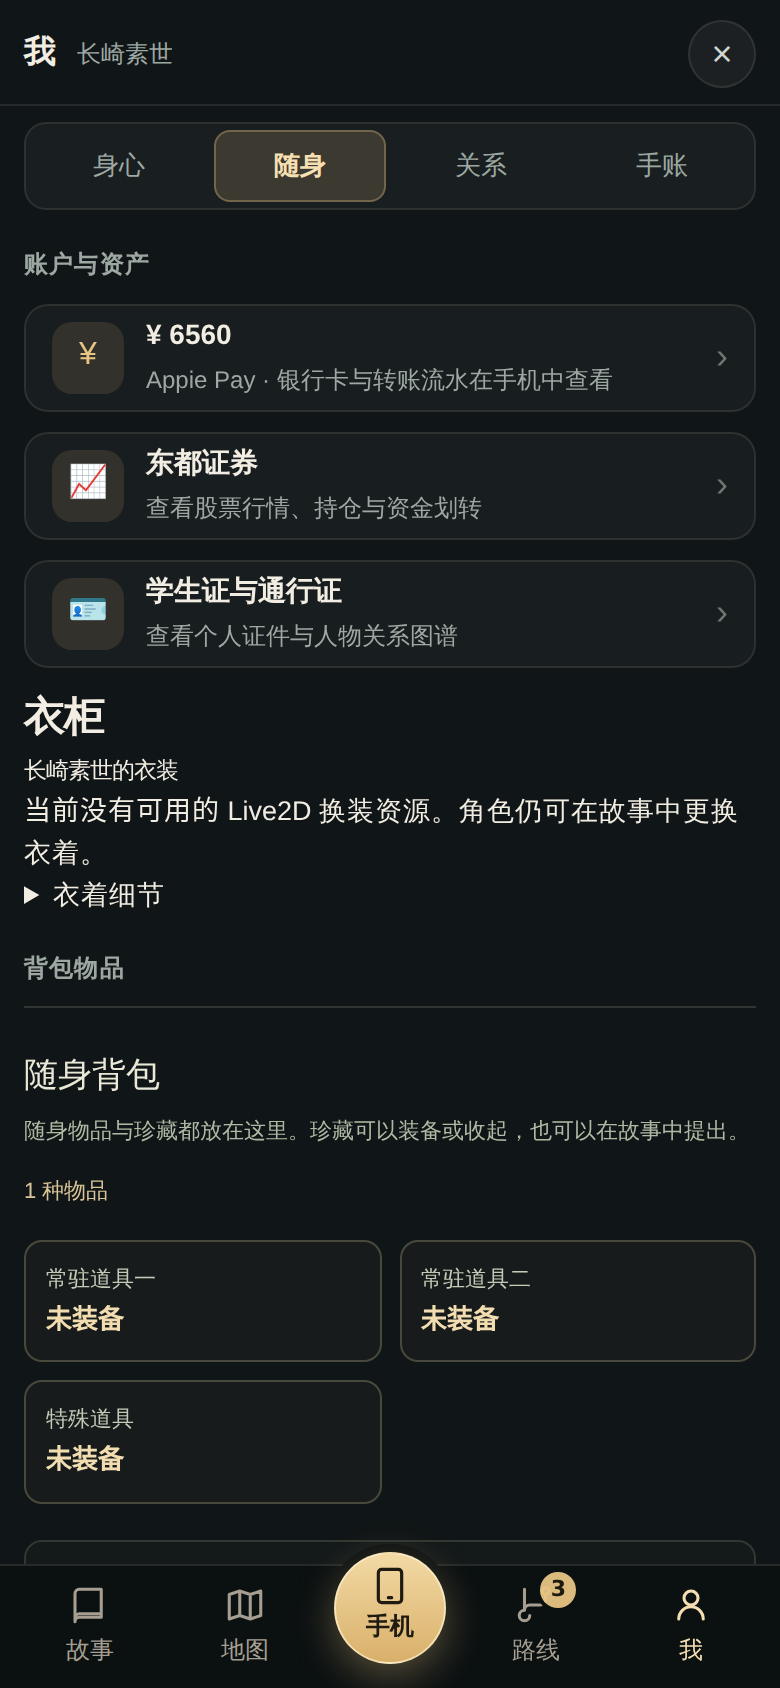 我 长崎素世 ×
身心 随身 关系 手账
账户与资产
¥ ¥ 6560
Appie Pay · 银行卡与转账流水在手机中查看
东都证券
查看股票行情、持仓与资金划转
学生证与通行证
查看个人证件与人物关系图谱
衣柜
长崎素世的衣装
当前没有可用的 Live2D 换装资源。角色仍可在故事中更换
衣着。
▶ 衣着细节
背包物品
随身背包
随身物品与珍藏都放在这里。珍藏可以装备或收起，也可以在故事中提出。
1 种物品
常驻道具一
未装备
常驻道具二
未装备
特殊道具
未装备
故事 地图 手机 3 路线 我